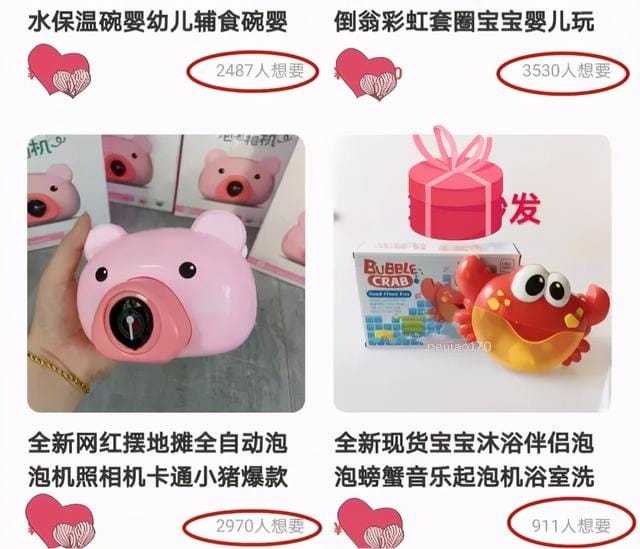 水保温碗婴幼儿辅食碗婴
倒翁彩虹套圈宝宝婴儿玩
2487人想要
3530人想要
相机
机
发
BUBBLE
CRAB
peijiao120
全新网红摆地摊全自动泡
泡机照相机卡通小猪爆款
全新现货宝宝沐浴伴侣泡
泡螃蟹音乐起泡机浴室洗
2970人想要
¥
911人想要